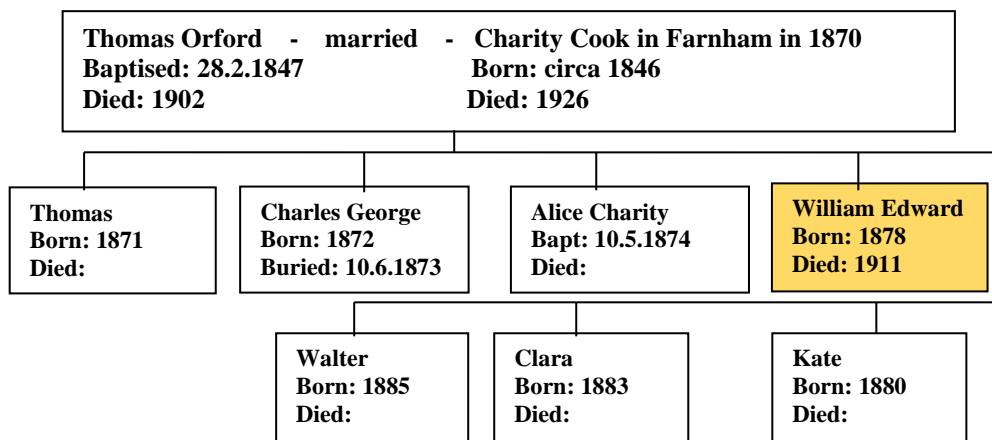 Thomas Orford - married - Charity Cook in Farnham in 1870
Baptised: 28.2.1847 Born: circa 1846
Died: 1902 Died: 1926
Thomas
Born: 1871
Died:
Charles George
Born: 1872
Buried: 10.6.1873
Alice Charity
Bapt: 10.5.1874
Died:
William Edward
Born: 1878
Died: 1911
Walter
Born: 1885
Died:
Clara
Born: 1883
Died:
Kate
Born: 1880
Died: